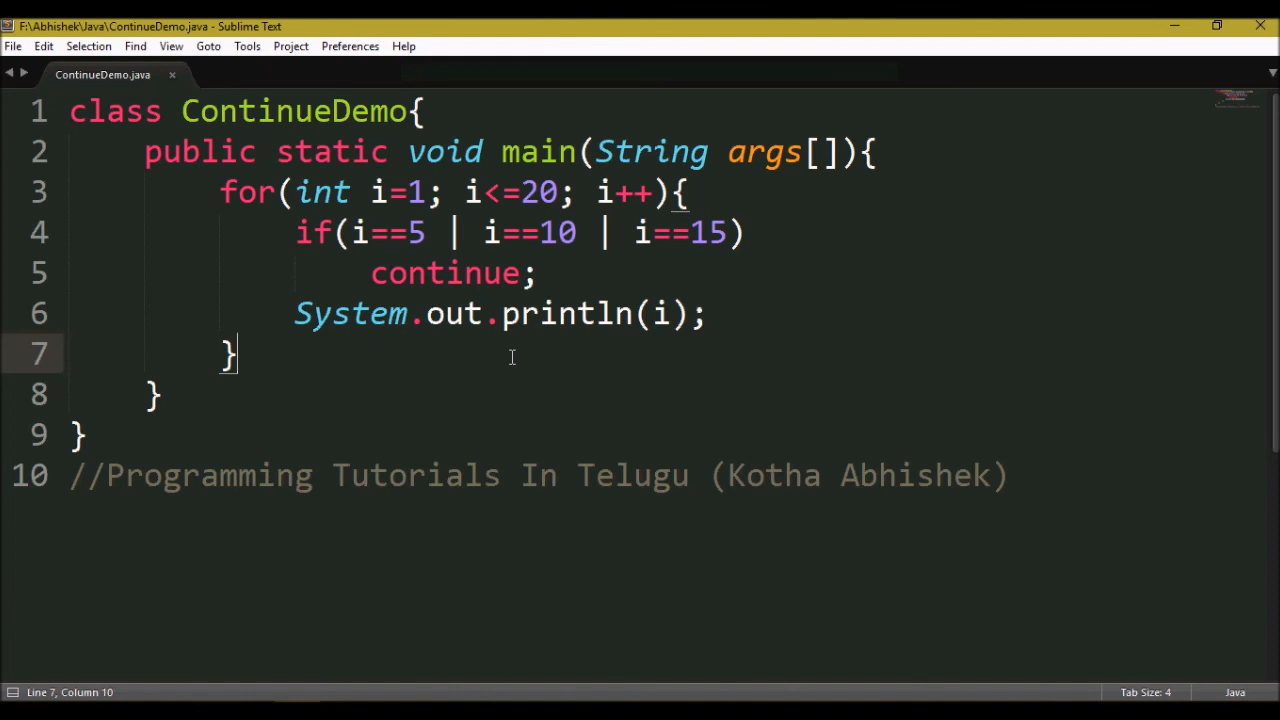 F:\Abhishek\Java\ContinueDemo.java - Sublime Text
File Edit Selection Find View Goto Tools Project Preferences Help
ContinueDemo.java ×
1 class ContinueDemo{
2 public static void main(String args[]){
3 for(int i=1; i<=20; i++){
4 if(i==5 | i==10 | i==15)
5 continue;
6 System.out.println(i);
7 }
8 }
9 }
10 //Programming Tutorials In Telugu (Kotha Abhishek)
Line 7, Column 10 Tab Size: 4 Java